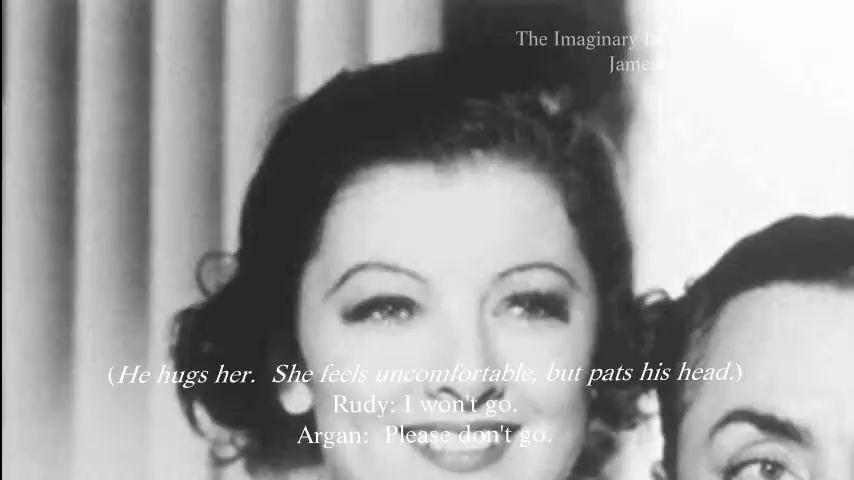 The Imaginary
James
(He hugs her. She feels uncomfortable, but pats his head.)
Rudy: I won't go.
Argan: Please don't go.